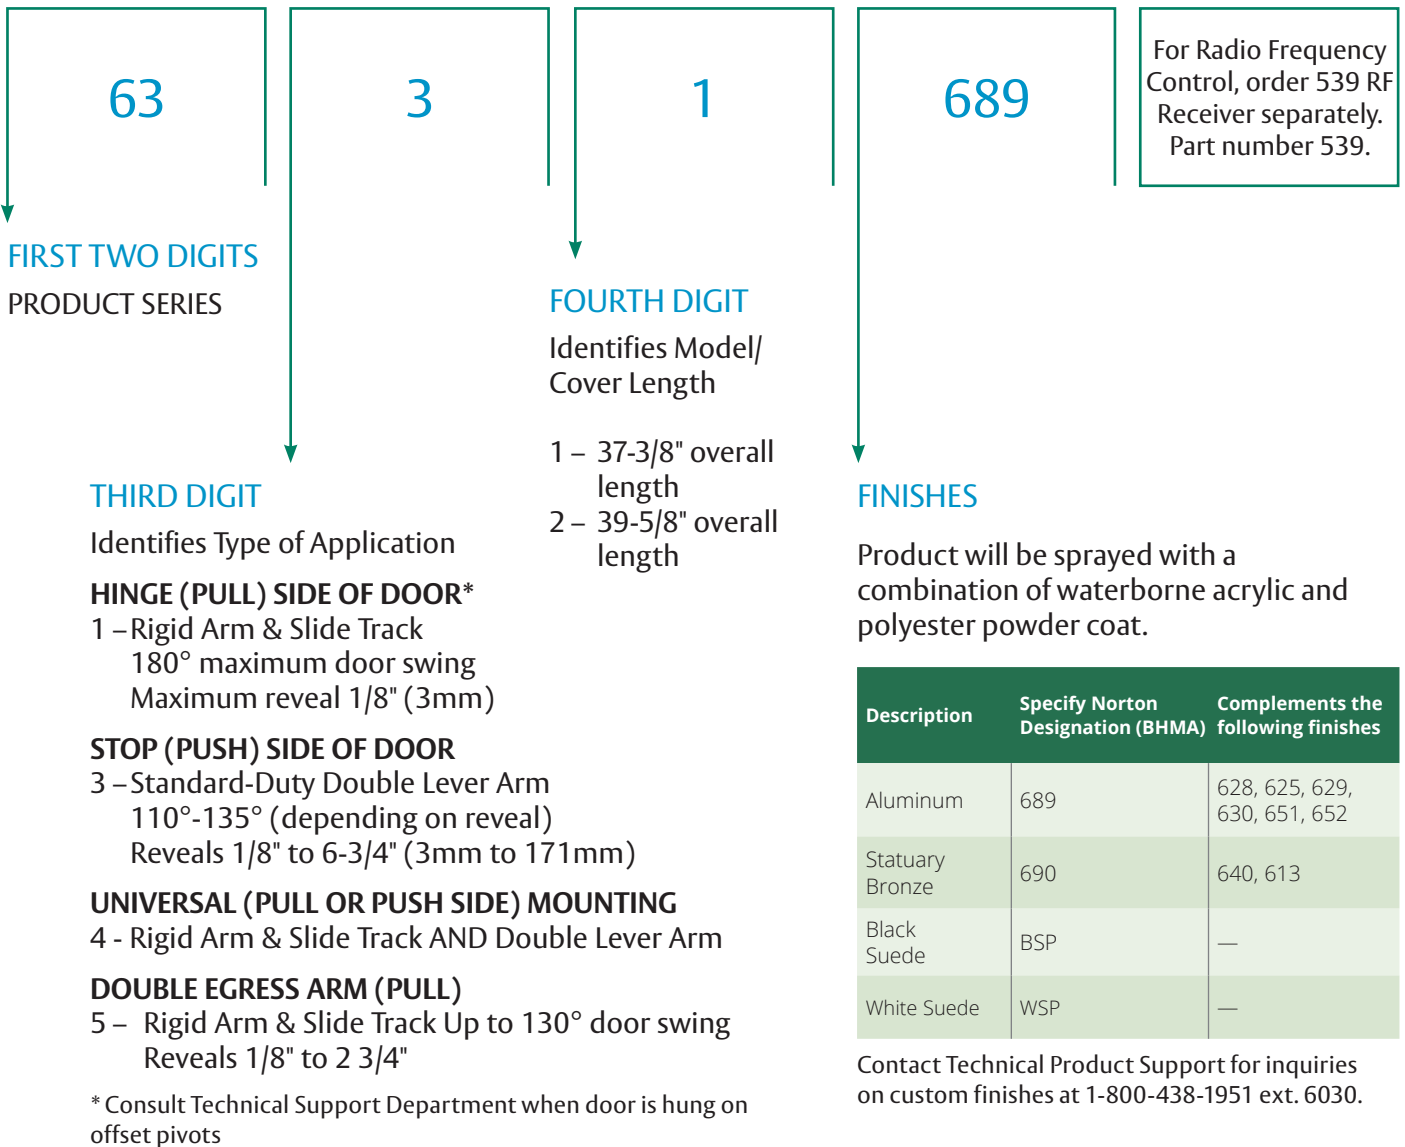 63
3
1
689
For Radio Frequency
Control, order 539 RF
Receiver separately.
Part number 539.
FIRST TWO DIGITS
PRODUCT SERIES
THIRD DIGIT
Identifies Type of Application
HINGE (PULL) SIDE OF DOOR*
1 – Rigid Arm & Slide Track
180° maximum door swing
Maximum reveal 1/8" (3mm)
STOP (PUSH) SIDE OF DOOR
3 – Standard-Duty Double Lever Arm
110°-135° (depending on reveal)
Reveals 1/8" to 6-3/4" (3mm to 171mm)
UNIVERSAL (PULL OR PUSH SIDE) MOUNTING
4 - Rigid Arm & Slide Track AND Double Lever Arm
DOUBLE EGRESS ARM (PULL)
5 – Rigid Arm & Slide Track Up to 130° door swing
Reveals 1/8" to 2 3/4"
* Consult Technical Support Department when door is hung on
offset pivots
FOURTH DIGIT
Identifies Model/
Cover Length
1 – 37-3/8" overall
length
2 – 39-5/8" overall
length
FINISHES
Product will be sprayed with a
combination of waterborne acrylic and
polyester powder coat.
Description
Specify Norton
Designation (BHMA)
Complements the
following finishes
Aluminum
689
628, 625, 629,
630, 651, 652
Statuary
Bronze
690
640, 613
Black
Suede
BSP
—
White Suede
WSP
—
Contact Technical Product Support for inquiries
on custom finishes at 1-800-438-1951 ext. 6030.